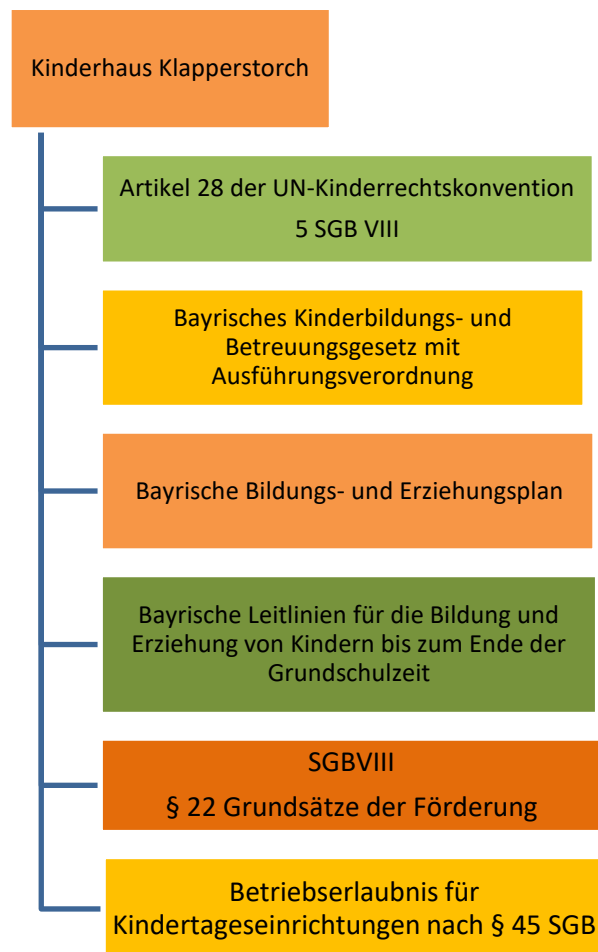 Kinderhaus Klapperstorch
Artikel 28 der UN-Kinderrechtskonvention
5 SGB VIII
Bayrisches Kinderbildungs- und
Betreuungsgesetz mit
Ausführungsverordnung
Bayrische Bildungs- und Erziehungsplan
Bayrische Leitlinien für die Bildung und
Erziehung von Kindern bis zum Ende der
Grundschulzeit
SGBVIII
§ 22 Grundsätze der Förderung
Betriebserlaubnis für
Kindertageseinrichtungen nach § 45 SGB